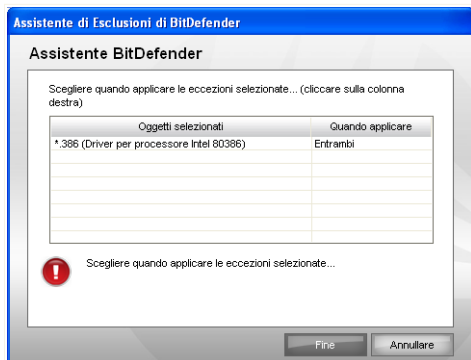 Assistente di Esclusioni di BitDefender
Assistente BitDefender
Scegliere quando applicare le eccezioni selezionate... (cliccare sulla colonna
destra)
Oggetti selezionati Quando applicare
*.386 (Driver per processore Intel 80386) Entrambi
Scegliere quando applicare le eccezioni selezionate...
Fine Annullare